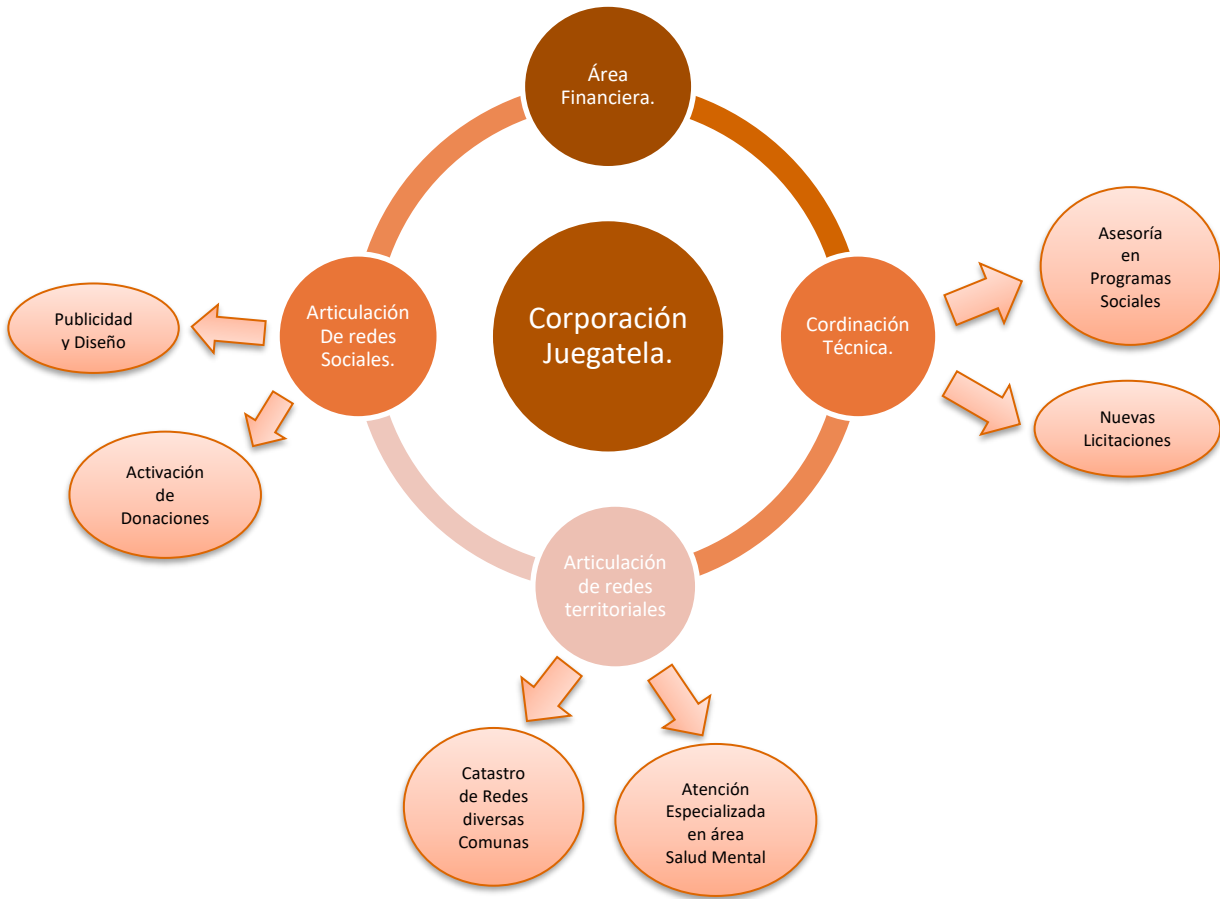 Área
Financiera.
Asesoría
en
Programas
Sociales
Articulación
De redes
Sociales.
Corporación
Juegatela.
Cordinación
Técnica.
Publicidad
y Diseño
Nuevas
Licitaciones
Activación
de
Donaciones
Articulación
de redes
territoriales
Catastro
de Redes
diversas
Comunas
Atención
Especializada
en área
Salud Mental